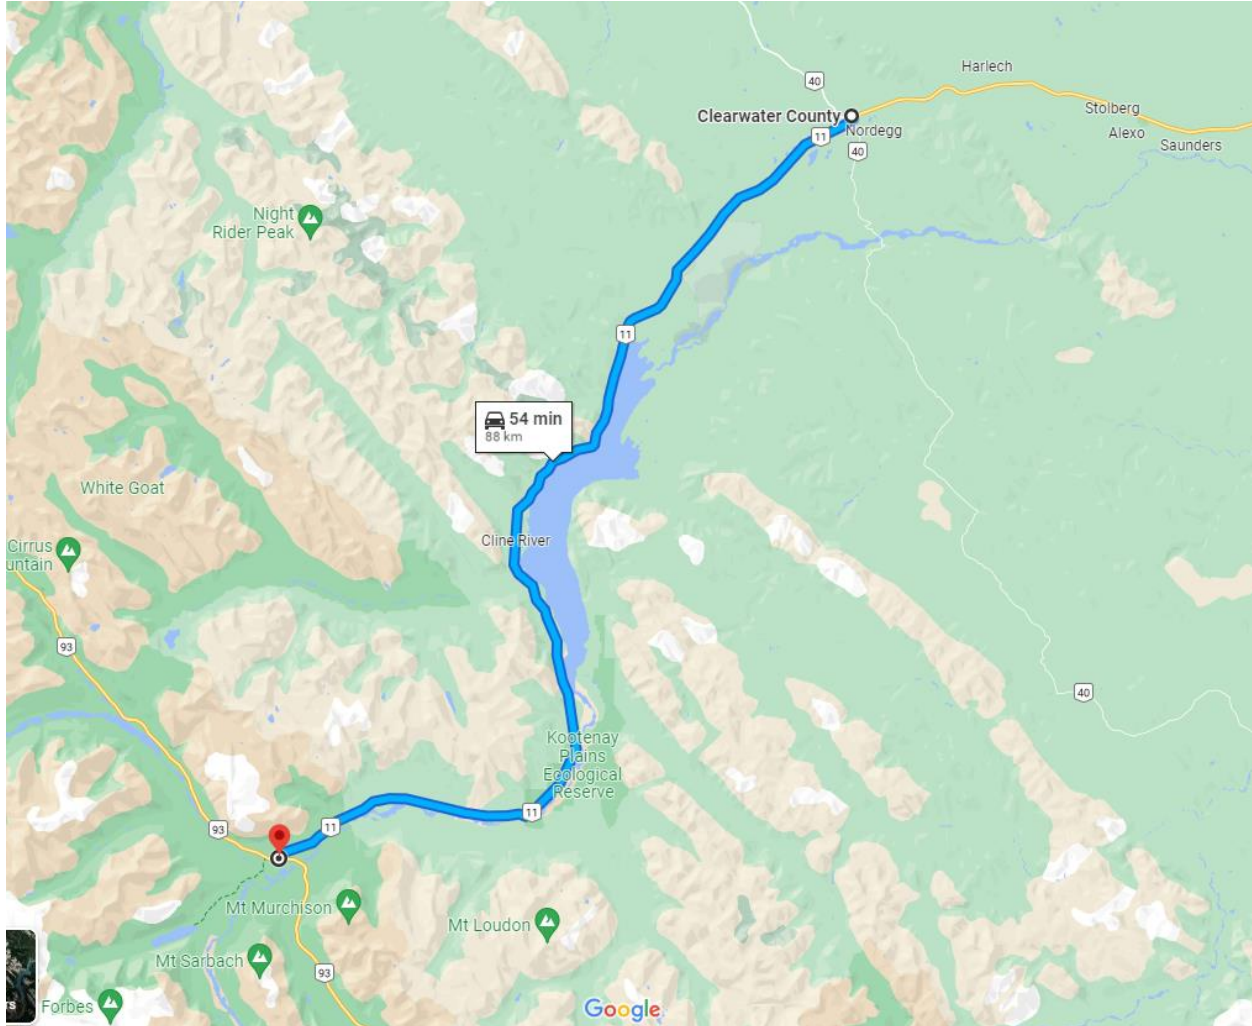 Harlech
40
Stolberg
Clearwater County
11
Nordegg
Alexo
Saunders
40
Night
Rider Peak
11
54 min
88 km
White Goat
Cline River
Cirrus
untain
93
40
Kootenay
Plains
Ecological
Reserve
11
11
93
Mt Murchison
Mt Loudon
Mt Sarbach
93
rs
Forbes
Google